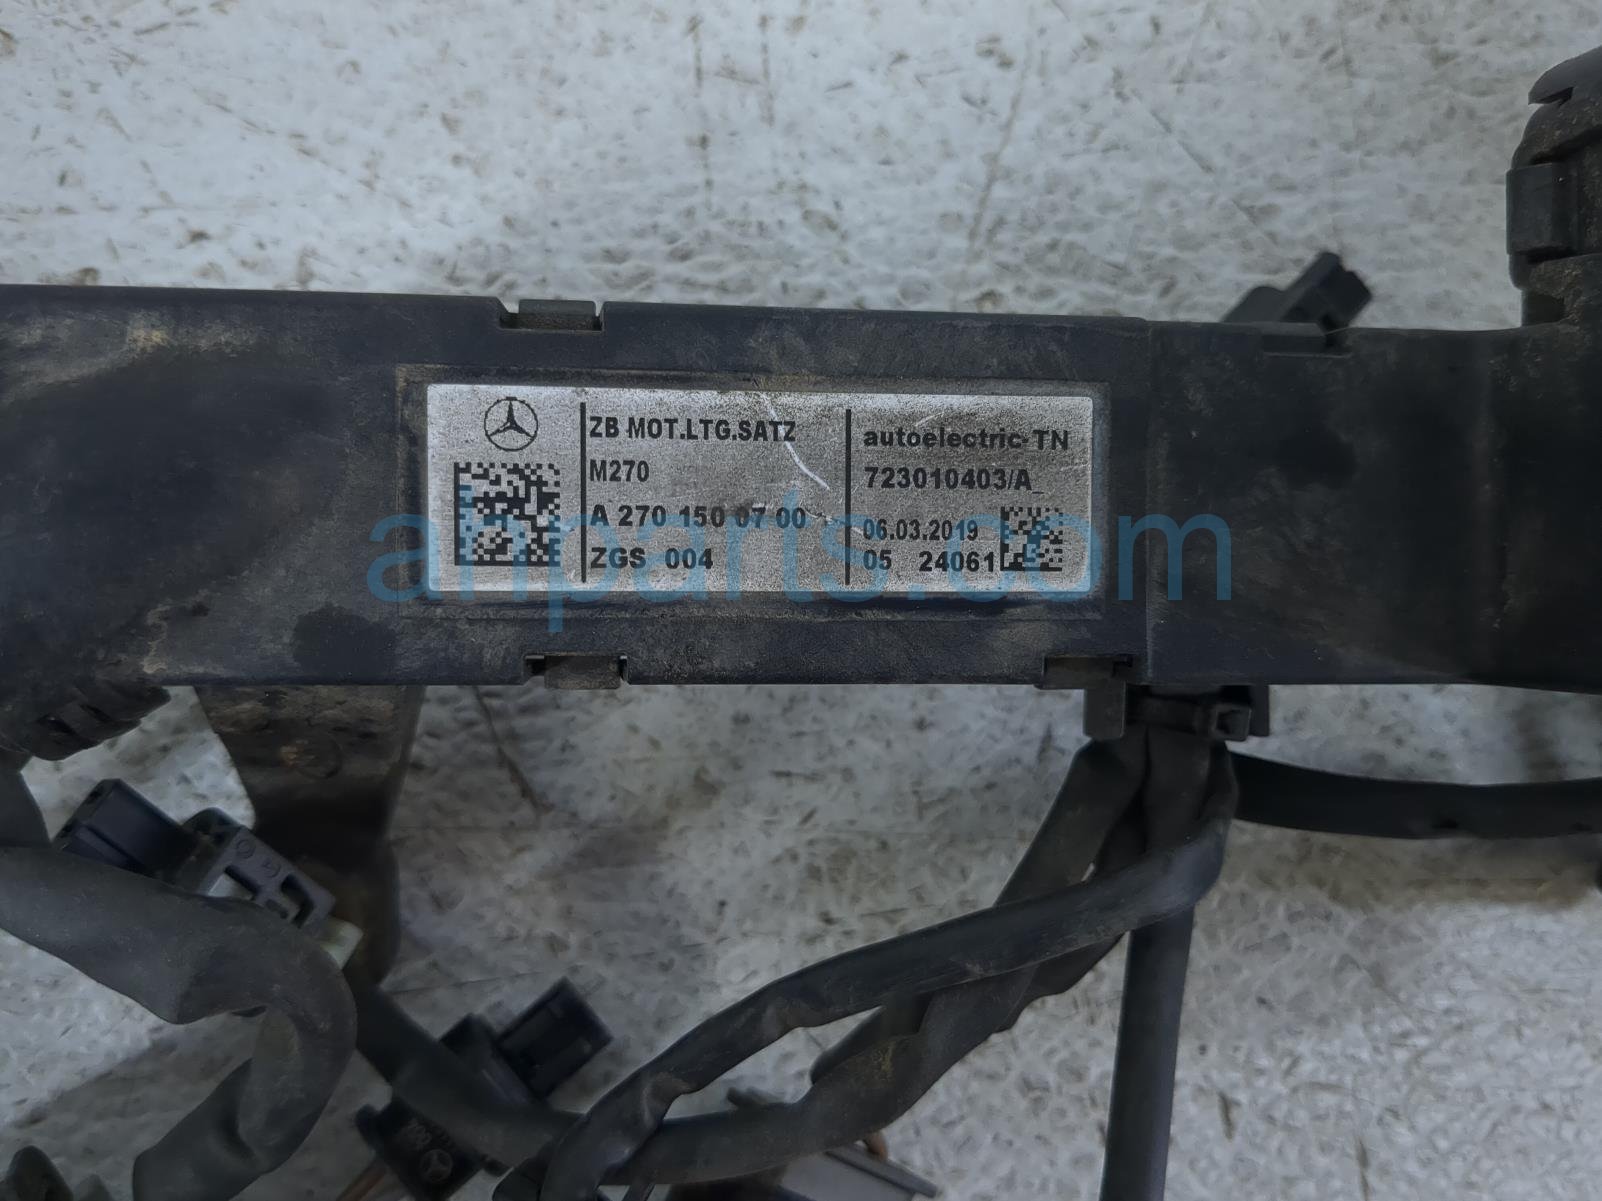 ZB MOT.LTG.SATZ
M270
A 270 150 07 00
ZGS 004
autoelectric-TN
723010403/A_
06.03.2019
05 24061
anparts.com